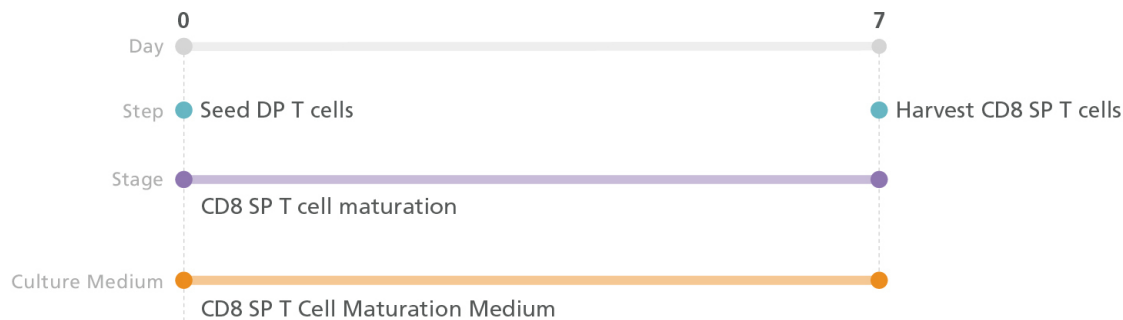 0 7
Day
Step Seed DP T cells Harvest CD8 SP T cells
Stage
CD8 SP T cell maturation
Culture Medium
CD8 SP T Cell Maturation Medium